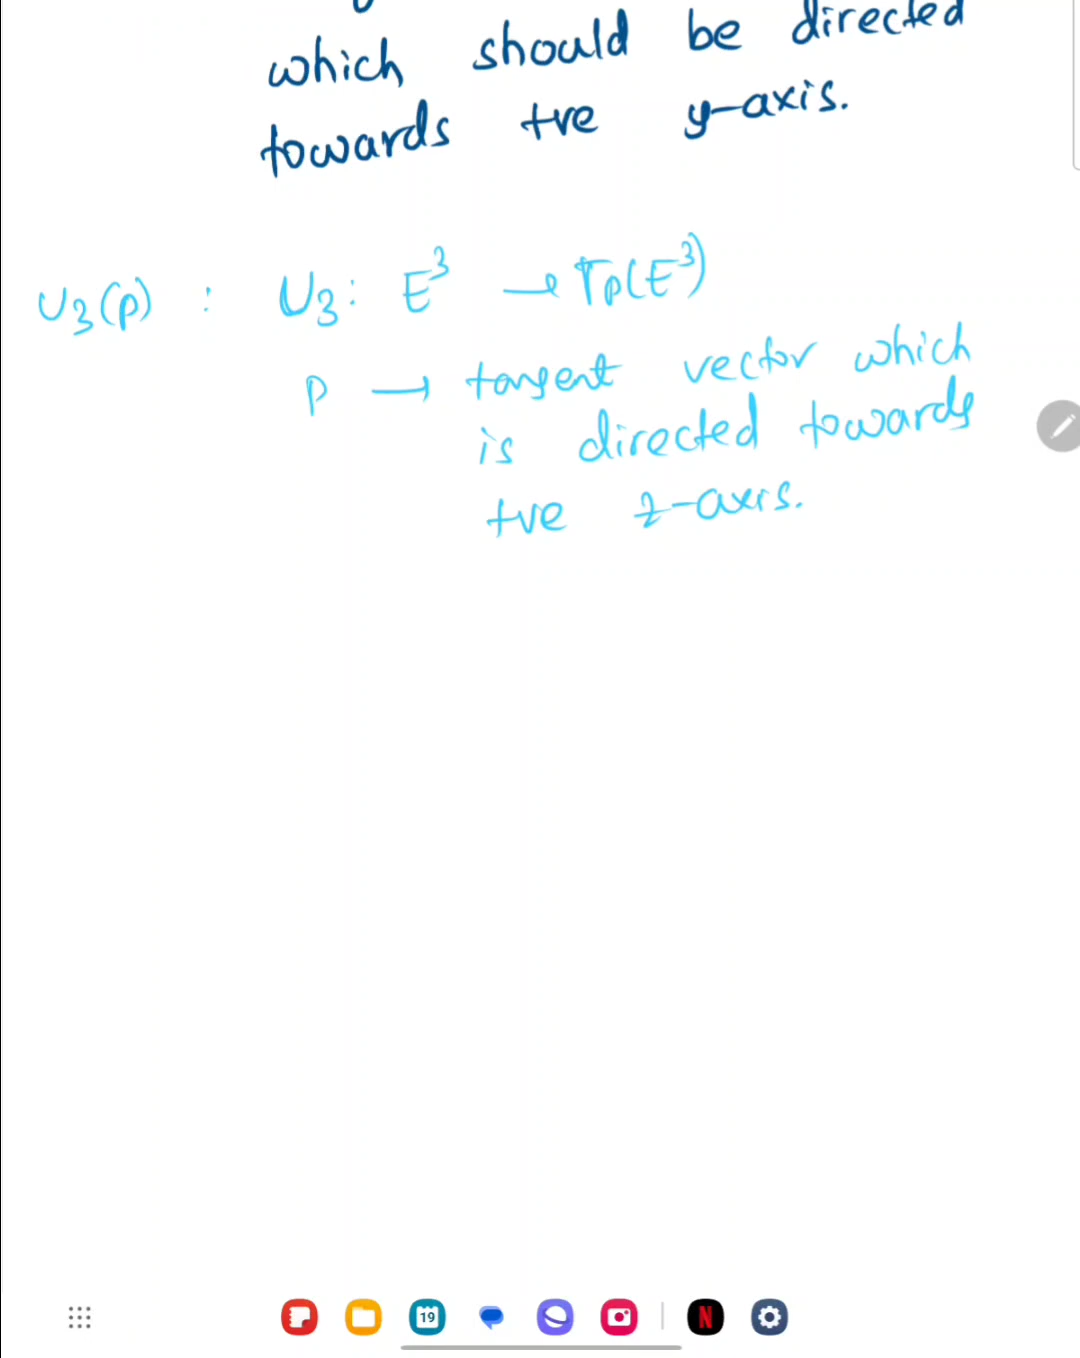 which should be directed
towards +ve y-axis.
U3(p) : U3: E³ → Tp(E³)
p → tangent vector which
is directed towards
+ve z-axis.
19
N